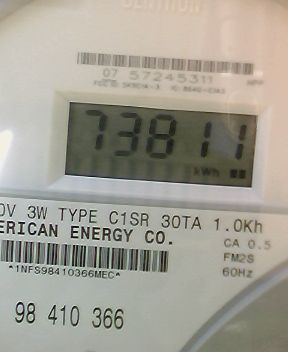 CENTRON
07 57245311
73811
kWh
0V 3W TYPE C1SR 30TA 1.0Kh
ERICAN ENERGY CO.
CA 0.5
FM2S
60Hz
*1NFS98410366MEC*
98 410 366